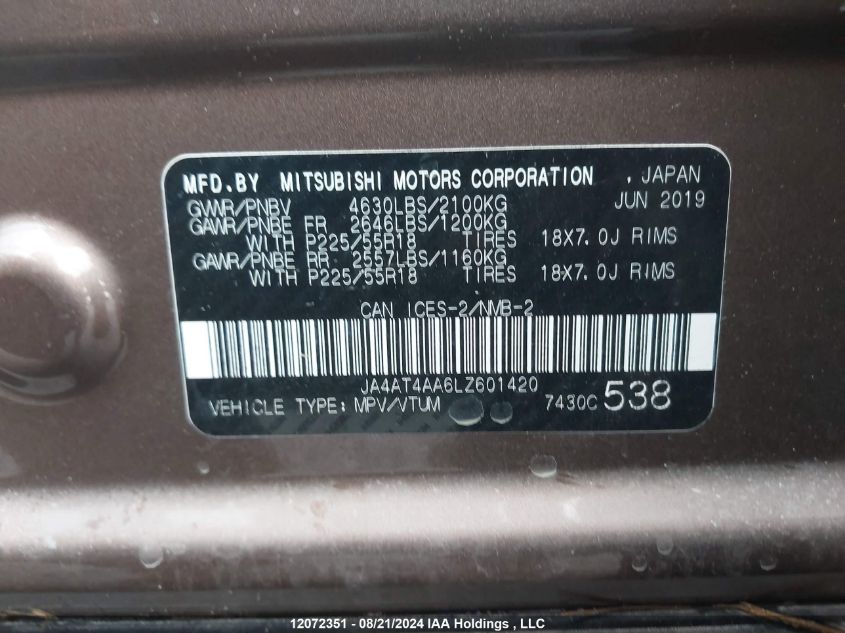 MFD.BY MITSUBISHI MOTORS CORPORATION , JAPAN
GVWR/PNBV 4630LBS/2100KG JUN 2019
GAWR/PNBE FR 2646LBS/1200KG
WITH P225/55R18 TIRES 18X7.0J RIMS
GAWR/PNBE RR 2557LBS/1160KG
WITH P225/55R18 TIRES 18X7.0J RIMS
CAN ICES-2/NMB-2
JA4AT4AA6LZ601420
VEHICLE TYPE: MPV/VTUM 7430C 538
12072351 - 08/21/2024 IAA Holdings , LLC